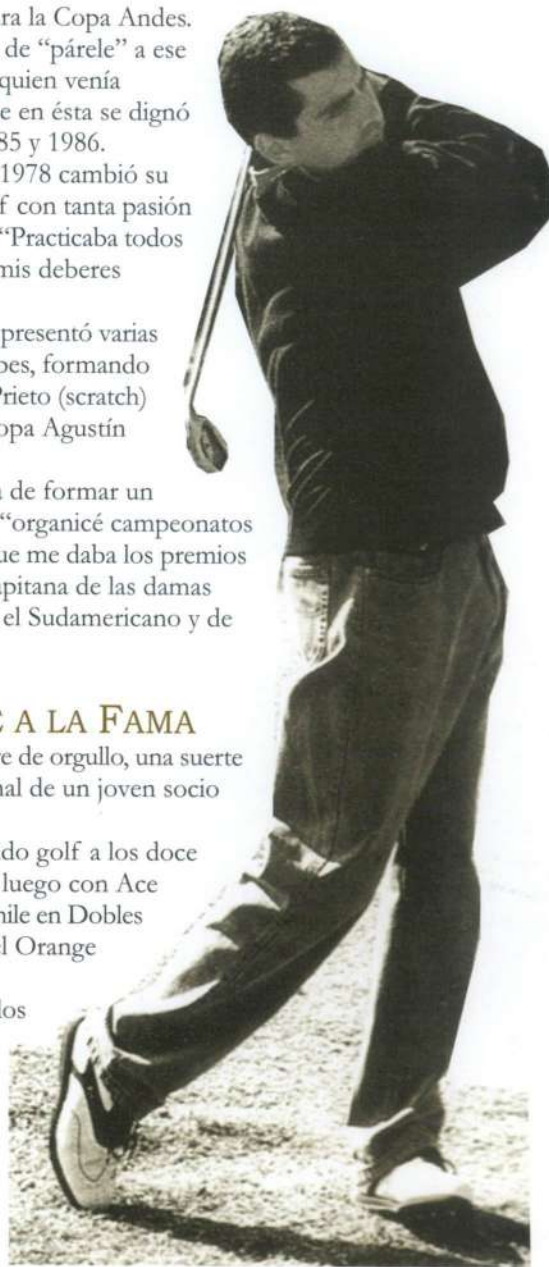 ra la Copa Andes.
de “párele” a ese
quien venía
e en ésta se dignó
85 y 1986.
1978 cambió su
f con tanta pasión
“Practicaba todos
mis deberes
presentó varias
pes, formando
Prieto (scratch)
opa Agustín
a de formar un
“organicé campeonatos
ue me daba los premios
apitana de las damas
el Sudamericano y de
E A LA FAMA
re de orgullo, una suerte
nal de un joven socio
do golf a los doce
luego con Ace
hile en Dobles
el Orange
los